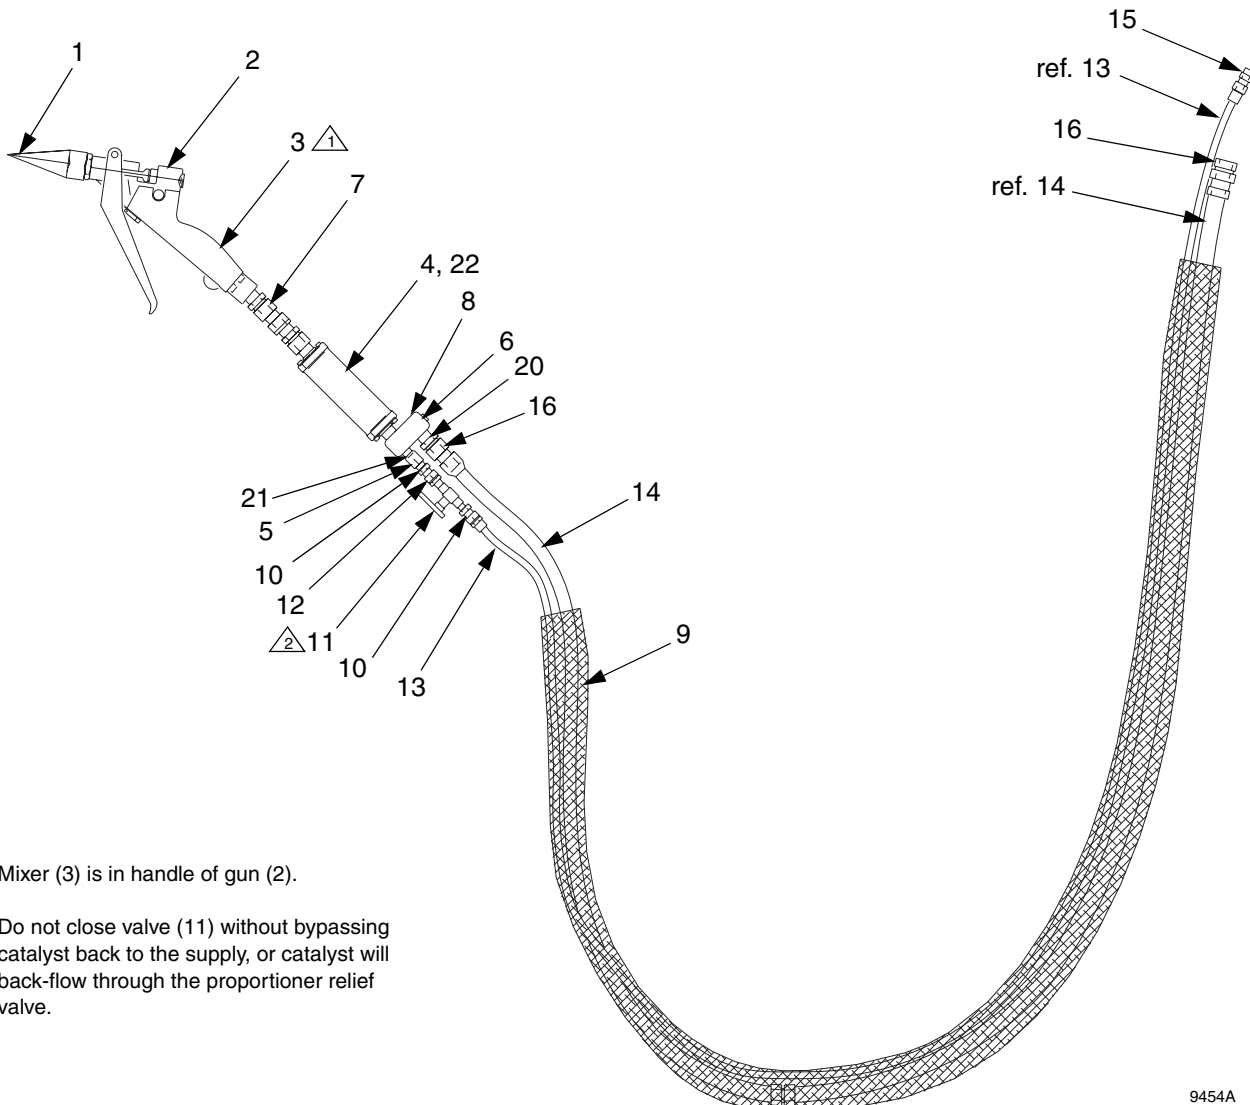 15
1
ref. 13
2
16
3 1
7
ref. 14
4, 22
8
6
20
16
21
14
5
10
12
2 11
10
9
13
Mixer (3) is in handle of gun (2).
Do not close valve (11) without bypassing
catalyst back to the supply, or catalyst will
back-flow through the proportioner relief
valve.
9454A